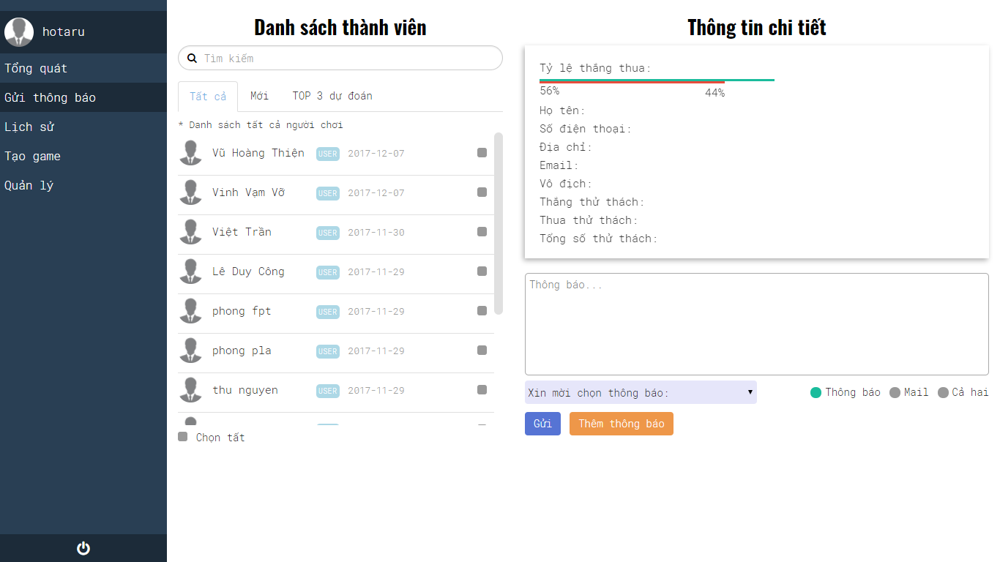 hotaru
Tổng quát
Gửi thông báo
Lịch sử
Tạo game
Quản lý
Danh sách thành viên
Tìm kiếm
Tất cả Mới TOP 3 dự đoán
* Danh sách tất cả người chơi
Vũ Hoàng Thiện USER 2017-12-07
Vinh Vạm Vỡ USER 2017-12-07
Việt Trần USER 2017-11-30
Lê Duy Công USER 2017-11-29
phong fpt USER 2017-11-29
phong pla USER 2017-11-29
thu nguyen USER 2017-11-29
Chọn tất
Thông tin chi tiết
Tỷ lệ thắng thua:
56% 44%
Họ tên:
Số điện thoại:
Địa chỉ:
Email:
Vô địch:
Thắng thử thách:
Thua thử thách:
Tổng số thử thách:
Thông báo...
Xin mời chọn thông báo: Thông báo Mail Cả hai
Gửi Thêm thông báo